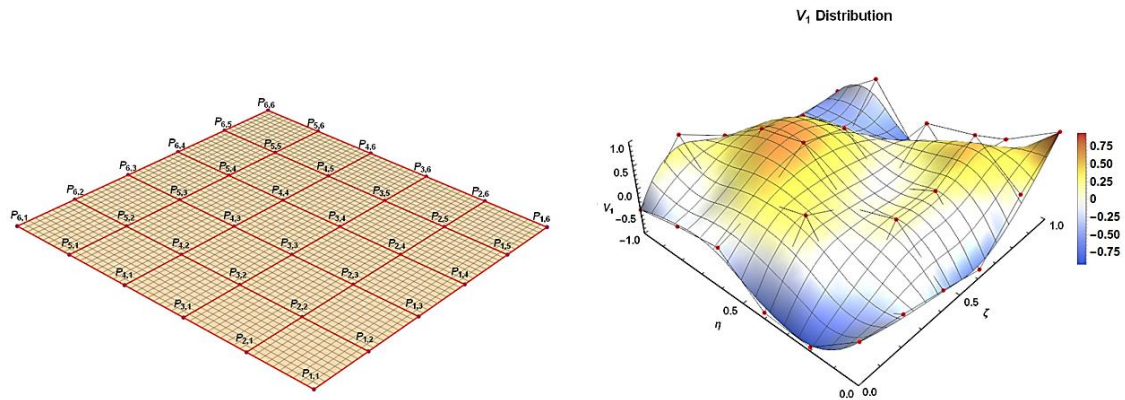 V1 Distribution
P6,6
P6,5
P5,6
P6,4
P5,5
P4,6
P6,3
P5,4
P4,5
P3,6
P6,2
P5,3
P4,4
P3,5
P2,6
P6,1
P5,2
P4,3
P3,4
P2,5
P1,6
P5,1
P4,2
P3,3
P2,4
P1,5
P4,1
P3,2
P2,3
P1,4
P3,1
P2,2
P1,3
P2,1
P1,2
P1,1
1.0
0.5
0.0
V1
-0.5
-1.0
0.5
η
0.0
0.0
0.5
ζ
1.0
0.75
0.50
0.25
0
-0.25
-0.50
-0.75